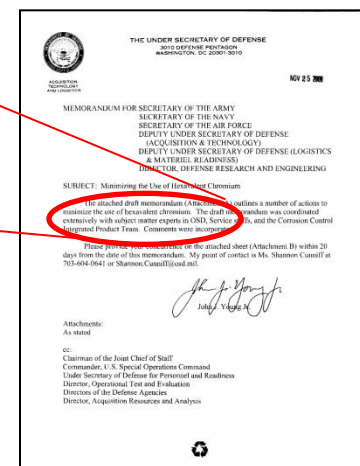 THE UNDER SECRETARY OF DEFENSE
3010 DEFENSE PENTAGON
WASHINGTON, DC 20301-3010
ACQUISITION
TECHNOLOGY
AND LOGISTICS
NOV 25 2008
MEMORANDUM FOR SECRETARY OF THE ARMY
SECRETARY OF THE NAVY
SECRETARY OF THE AIR FORCE
DEPUTY UNDER SECRETARY OF DEFENSE
(ACQUISITION & TECHNOLOGY)
DEPUTY UNDER SECRETARY OF DEFENSE (LOGISTICS
& MATERIEL READINESS)
DIRECTOR, DEFENSE RESEARCH AND ENGINEERING
SUBJECT: Minimizing the Use of Hexavalent Chromium
The attached draft memorandum (Attachment A) outlines a number of actions to
minimize the use of hexavalent chromium. The draft memorandum was coordinated
extensively with subject matter experts in OSD, Service staffs, and the Corrosion Control
Integrated Product Team. Comments were incorporated.
Please provide your concurrence on the attached sheet (Attachment B) within 20
days from the date of this memorandum. My point of contact is Ms. Shannon Cunniff at
703-604-0641 or Shannon.Cunniff@osd.mil.
John J. Young Jr
John J. Young Jr
Attachments:
As stated
cc:
Chairman of the Joint Chief of Staff
Commander, U.S. Special Operations Command
Under Secretary of Defense for Personnel and Readiness
Director, Operational Test and Evaluation
Directors of the Defense Agencies
Director, Acquisition Resources and Analysis